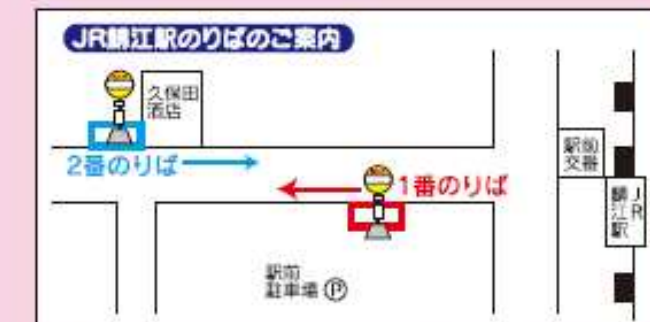 JR鯖江駅のりばのご案内
久保田
酒店
2番のりば
1番のりば
駅前
交番
JR
鯖江駅
駅前
駐車場 Ⓟ